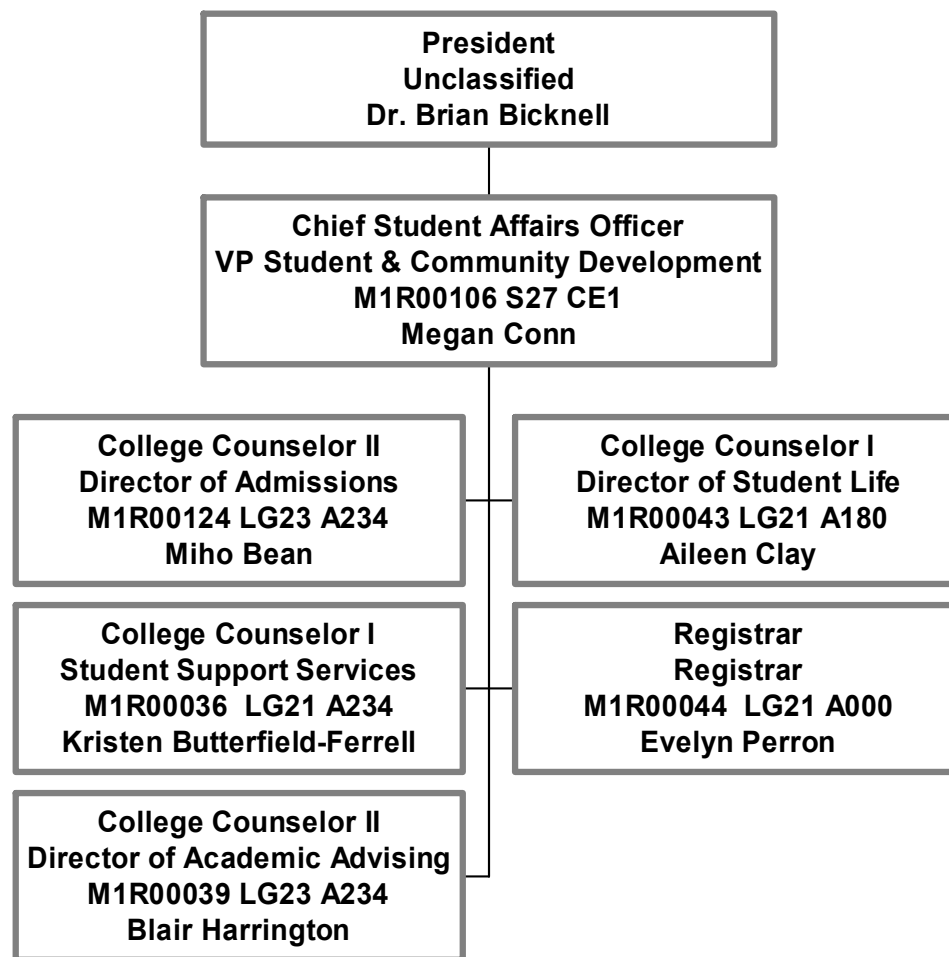 President
Unclassified
Dr. Brian Bicknell
Chief Student Affairs Officer
VP Student & Community Development
M1R00106 S27 CE1
Megan Conn
College Counselor II
Director of Admissions
M1R00124 LG23 A234
Miho Bean
College Counselor I
Director of Student Life
M1R00043 LG21 A180
Aileen Clay
College Counselor I
Student Support Services
M1R00036  LG21 A234
Kristen Butterfield-Ferrell
Registrar
Registrar
M1R00044  LG21 A000
Evelyn Perron
College Counselor II
Director of Academic Advising
M1R00039 LG23 A234
Blair Harrington